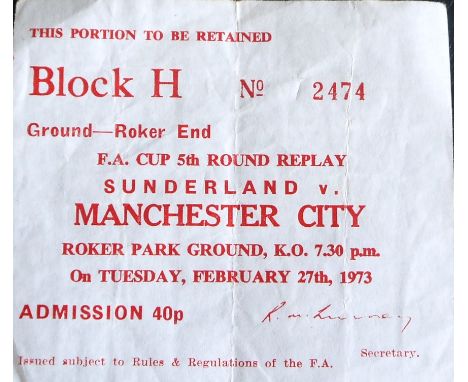 THIS PORTION TO BE RETAINED
Block H Nº 2474
Ground—Roker End
F.A. CUP 5th ROUND REPLAY
SUNDERLAND v.
MANCHESTER CITY
ROKER PARK GROUND, K.O. 7.30 p.m.
On TUESDAY, FEBRUARY 27th, 1973
ADMISSION 40p
Secretary.
Issued subject to Rules & Regulations of the F.A.